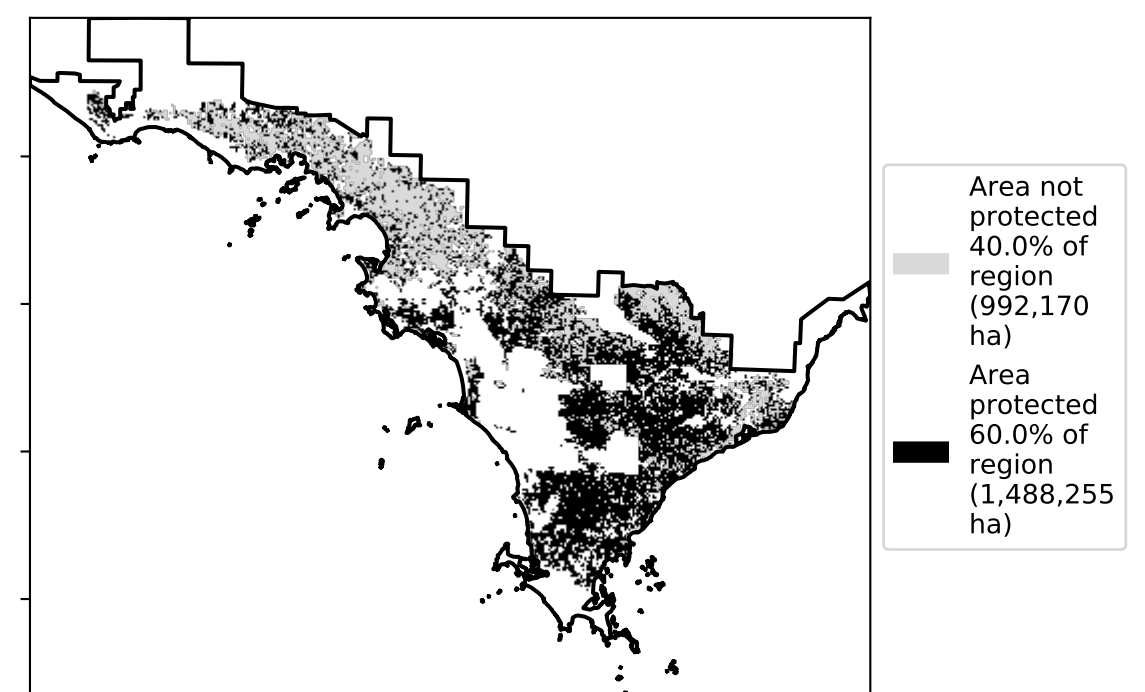 Area not
protected
40.0% of
region
(992,170
ha)
Area
protected
60.0% of
region
(1,488,255
ha)